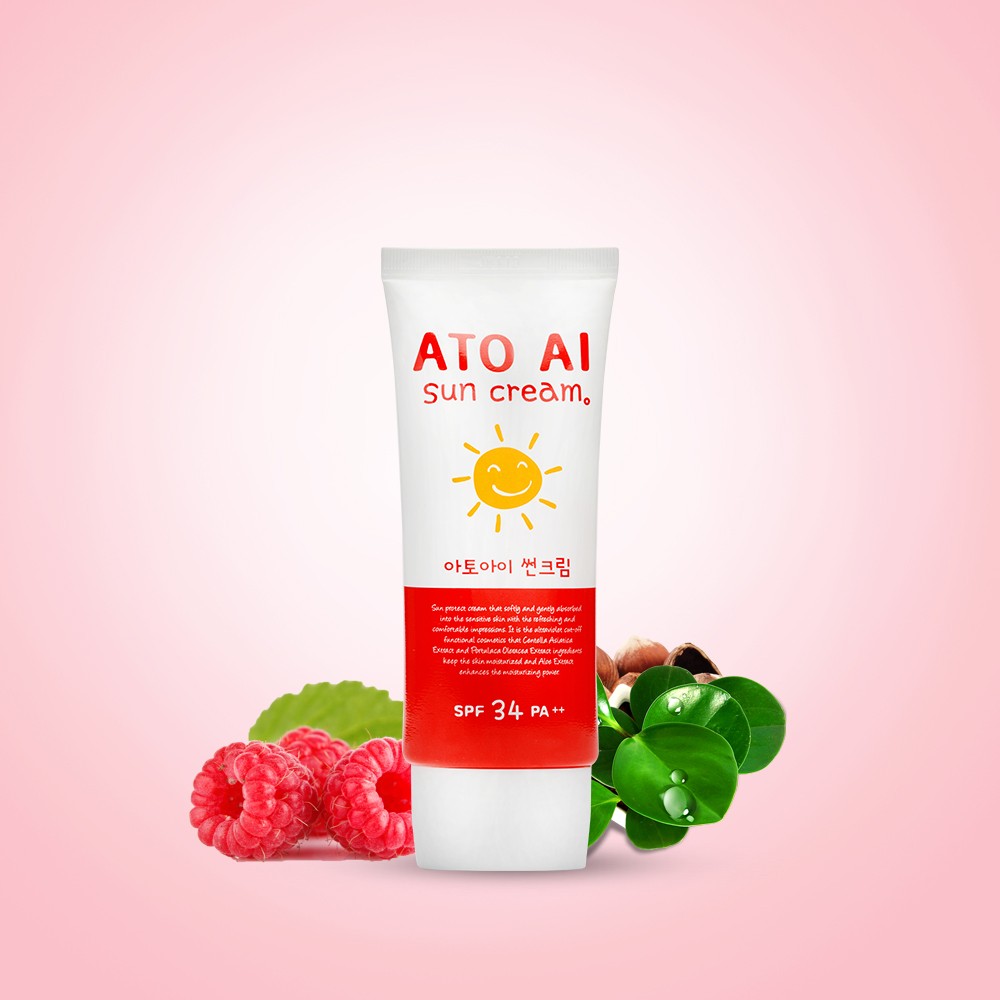 ATO AI
sun cream.
아토아이 썬크림
Sun protect cream that softly and gently absorbed
into the sensitive skin with the refreshing and
comfortable impressions. It is the ultraviolet cut-off
functional cosmetics that Centella Asiatica
Extract and Portulaca Oleracea Extract ingredients
keep the skin moisturized and Aloe Extract
enhances the moisturizing power
SPF 34 PA++